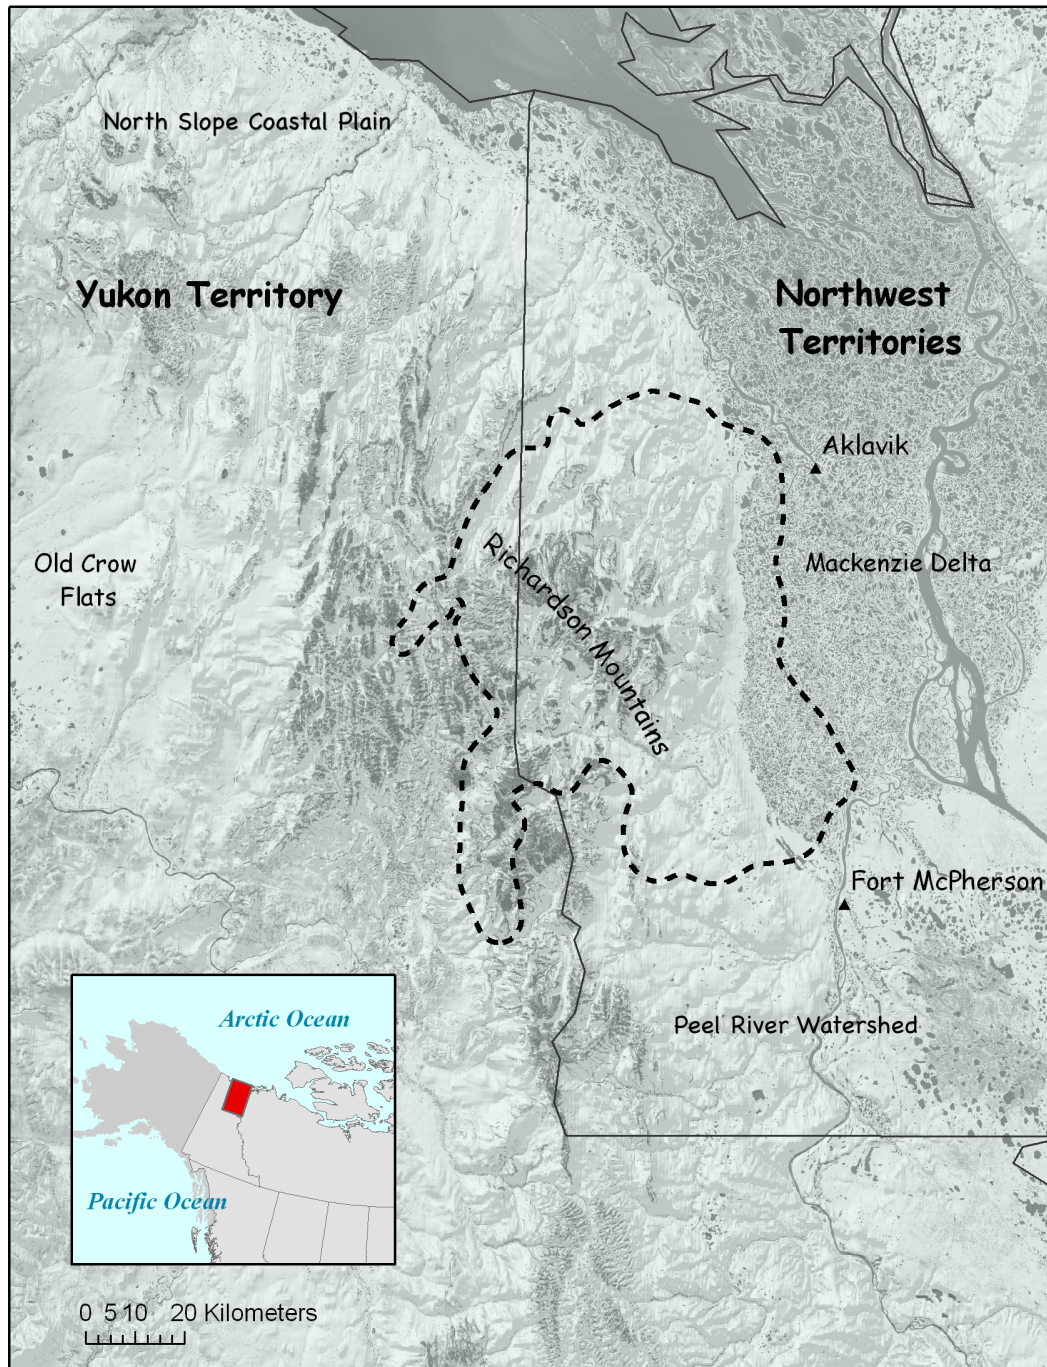 North Slope Coastal Plain
Yukon Territory
Northwest
Territories
Aklavik
Old Crow
Flats
Richardson Mountains
Mackenzie Delta
Fort McPherson
Peel River Watershed
Arctic Ocean
Pacific Ocean
0 5 10 20 Kilometers